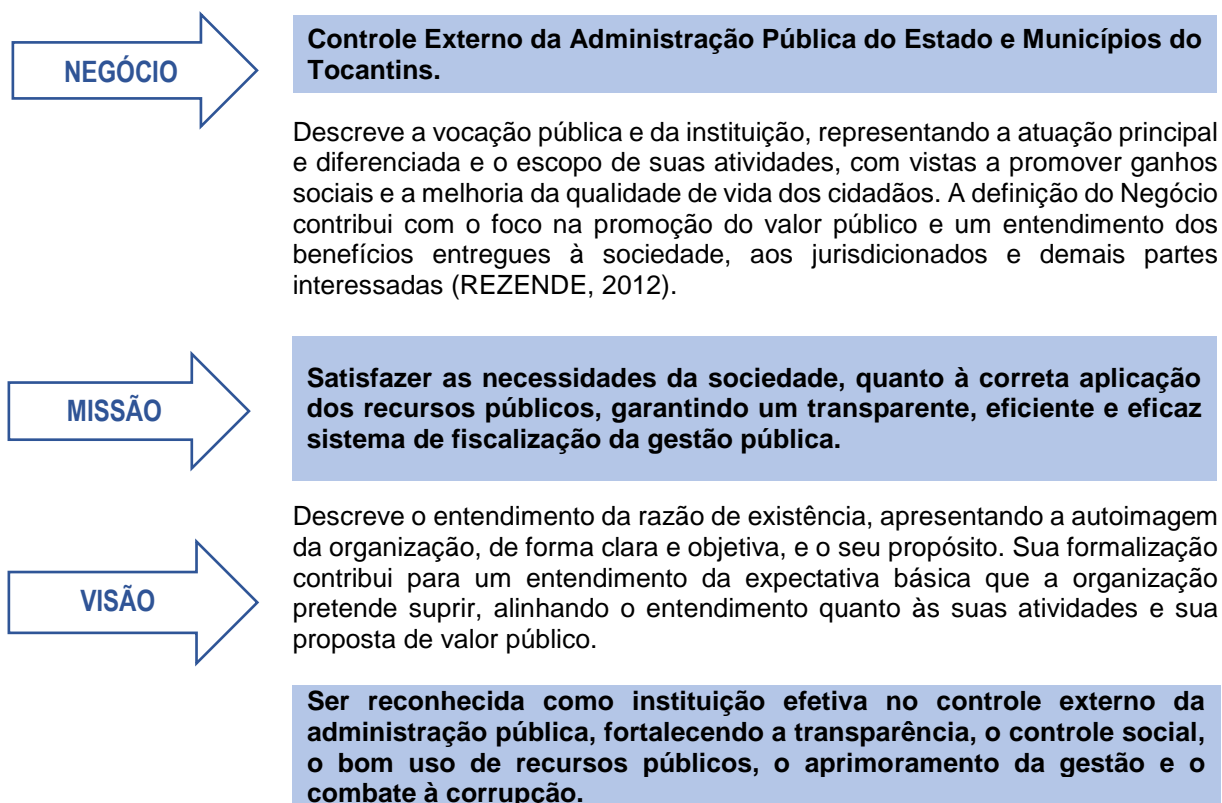 NEGÓCIO
Controle Externo da Administração Pública do Estado e Municípios do
Tocantins.
Descreve a vocação pública e da instituição, representando a atuação principal
e diferenciada e o escopo de suas atividades, com vistas a promover ganhos
sociais e a melhoria da qualidade de vida dos cidadãos. A definição do Negócio
contribui com o foco na promoção do valor público e um entendimento dos
benefícios entregues à sociedade, aos jurisdicionados e demais partes
interessadas (REZENDE, 2012).
MISSÃO
Satisfazer as necessidades da sociedade, quanto à correta aplicação
dos recursos públicos, garantindo um transparente, eficiente e eficaz
sistema de fiscalização da gestão pública.
Descreve o entendimento da razão de existência, apresentando a autoimagem
da organização, de forma clara e objetiva, e o seu propósito. Sua formalização
contribui para um entendimento da expectativa básica que a organização
pretende suprir, alinhando o entendimento quanto às suas atividades e sua
proposta de valor público.
VISÃO
Ser reconhecida como instituição efetiva no controle externo da
administração pública, fortalecendo a transparência, o controle social,
o bom uso de recursos públicos, o aprimoramento da gestão e o
combate à corrupção.